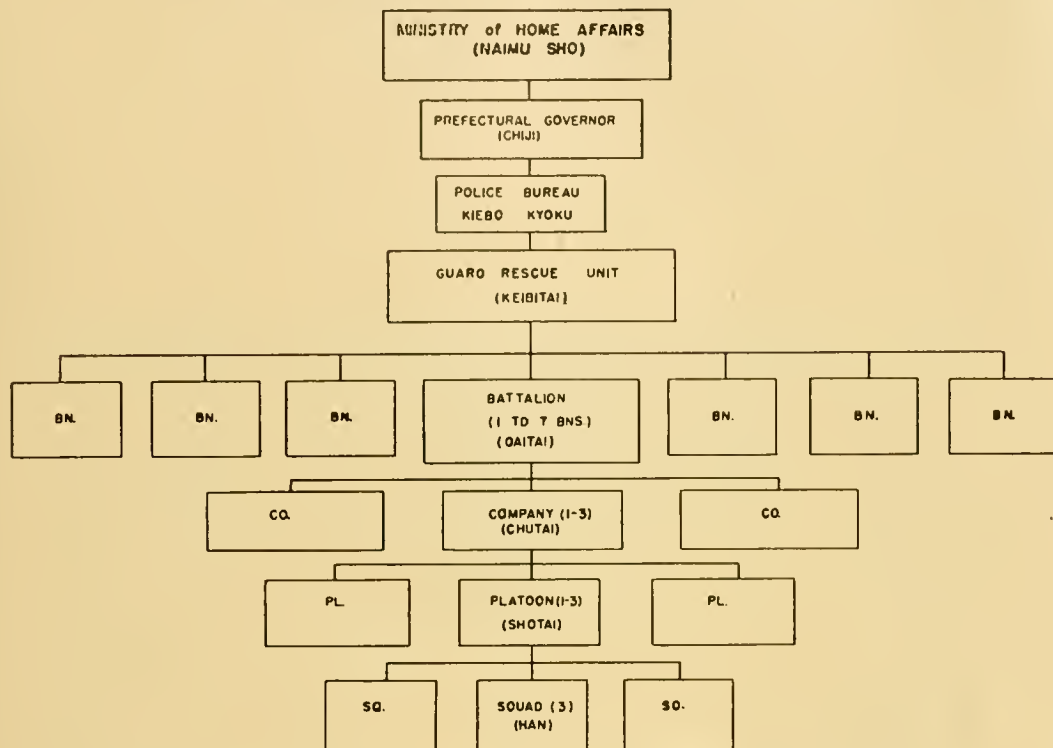 MINISTRY of HOME AFFAIRS
(NAIMU SHO)
PREFECTURAL GOVERNOR
(CHIJI)
POLICE BUREAU
KIEBO KYOKU
GUARD RESCUE UNIT
(KEIBITAI)
BN.
BN.
BN.
BATTALION
(1 TO 7 BNS.)
(DAITAI)
BN.
BN.
BN.
CO.
COMPANY (1-3)
(CHUTAI)
CO.
PL.
PLATOON (1-3)
(SHOTAI)
PL.
SQ.
SQUAD (3)
(HAN)
SQ.